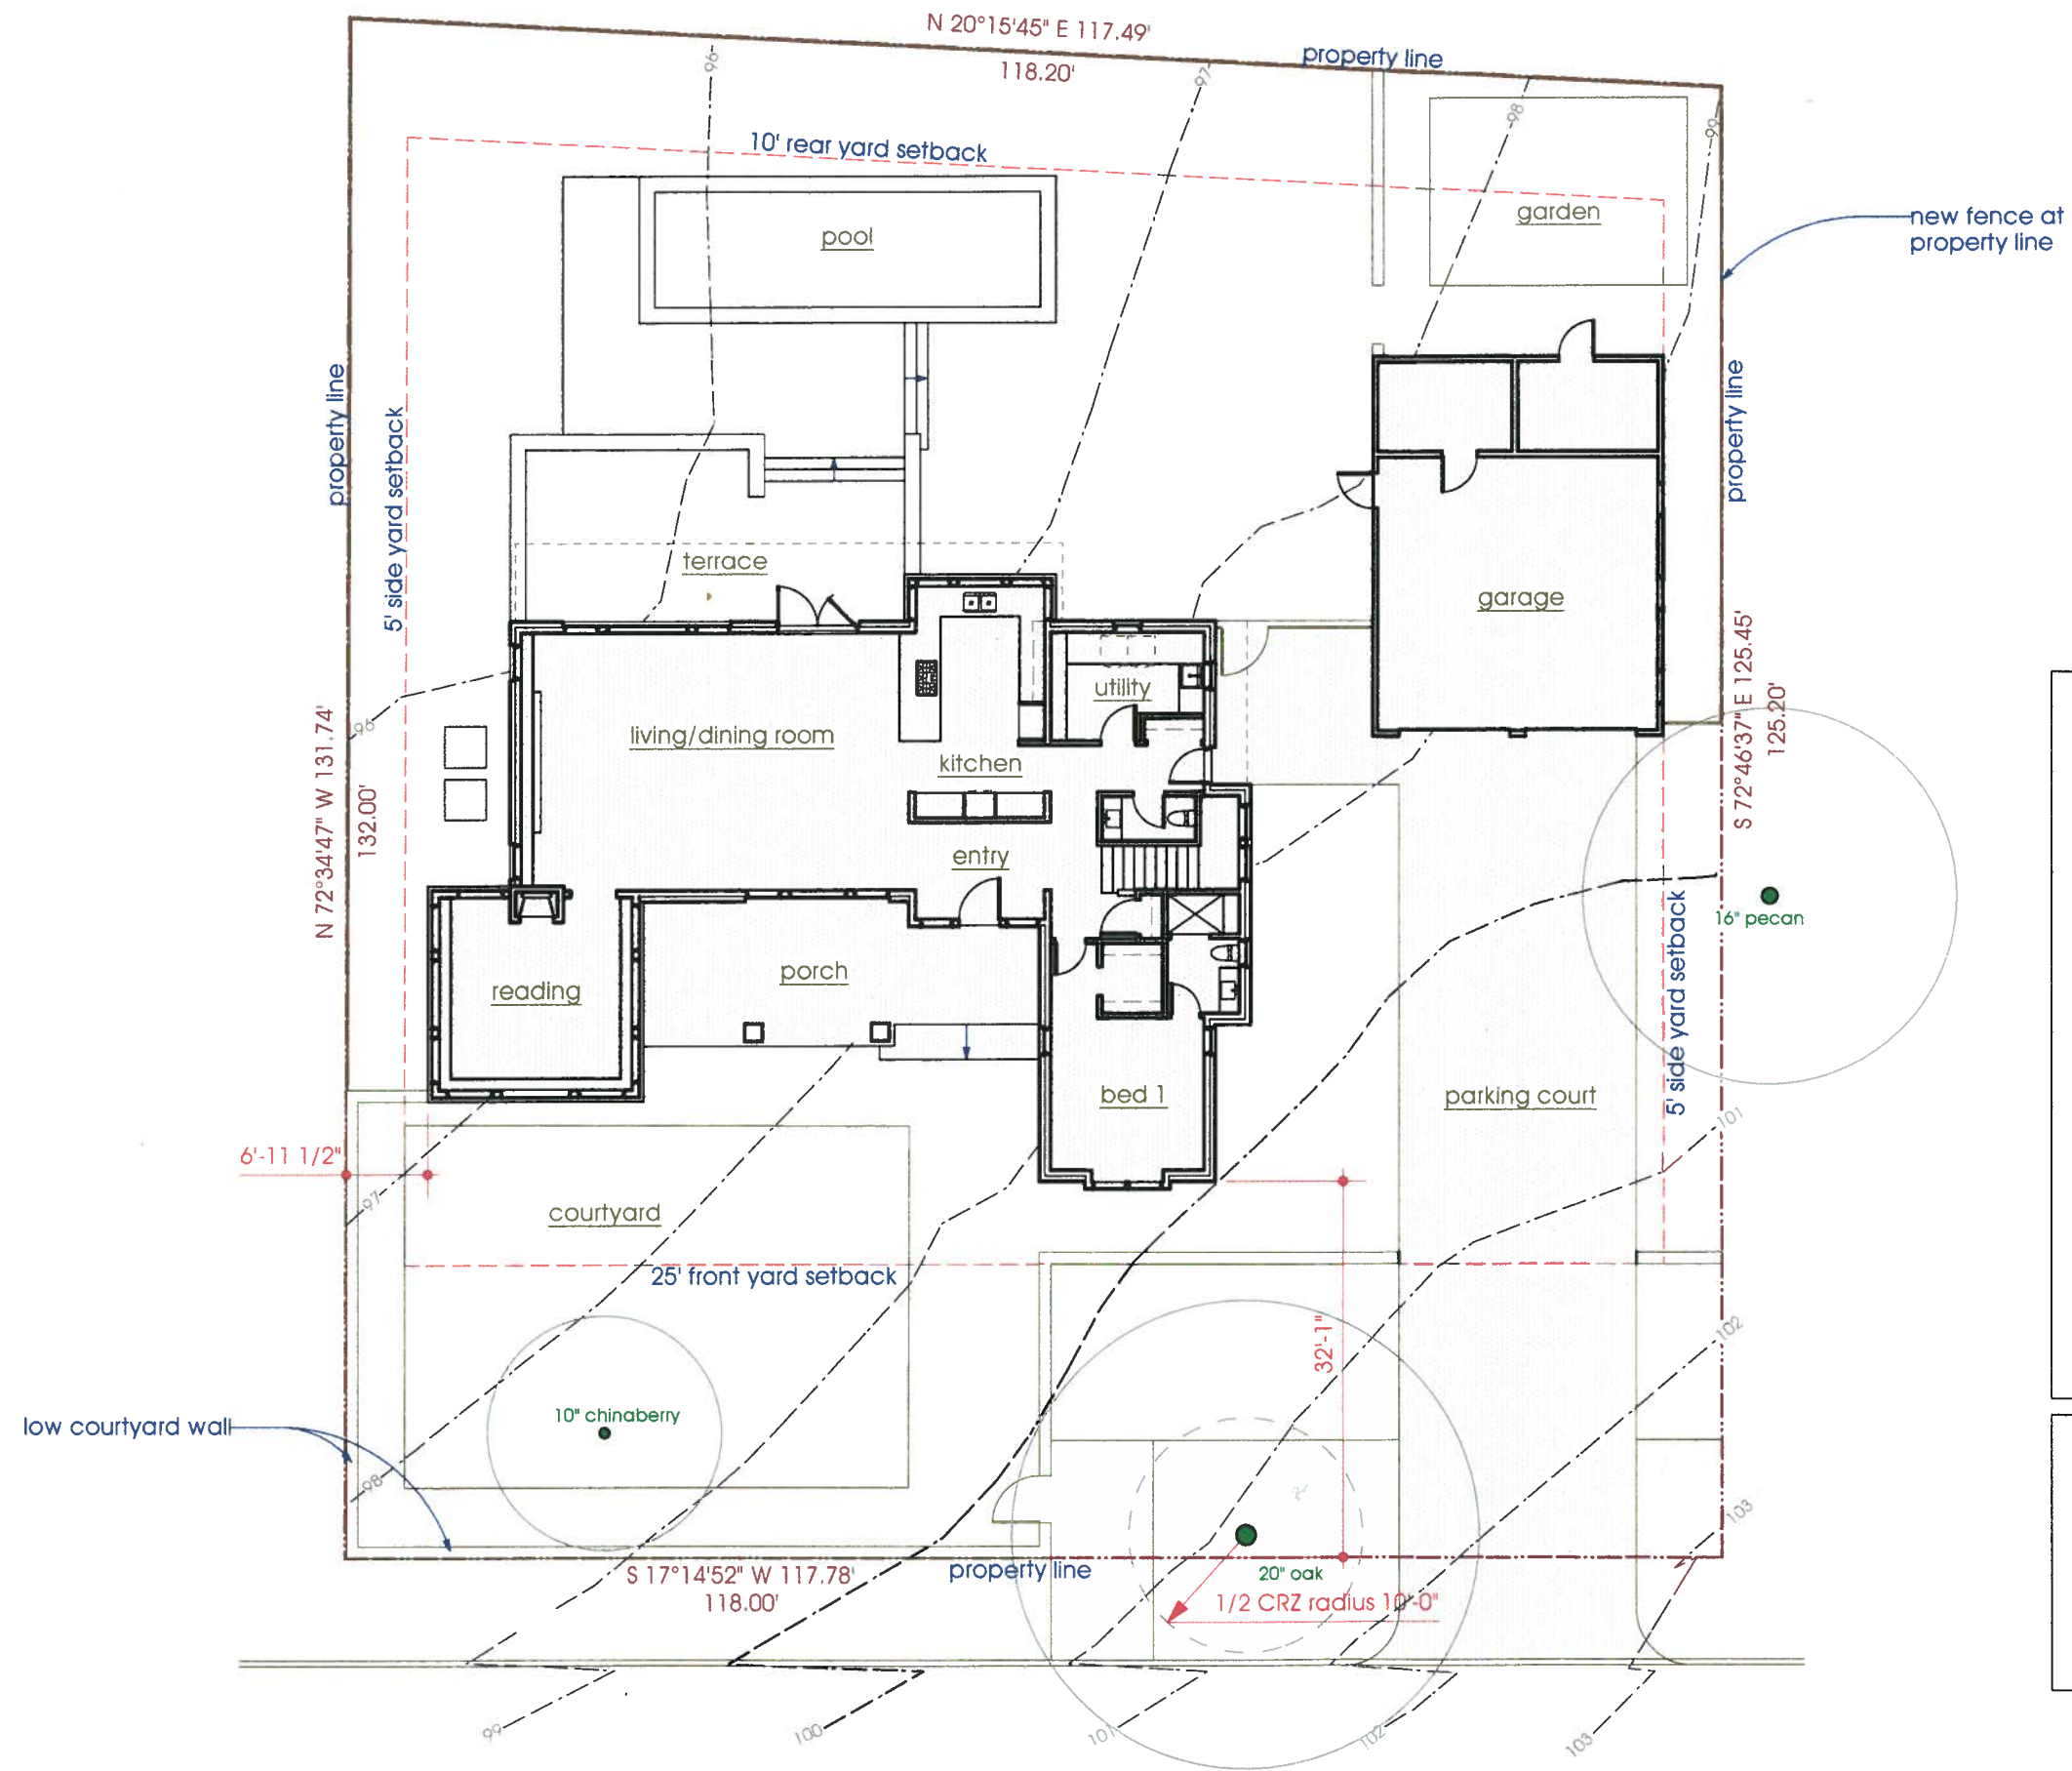 N 20°15'45" E 117.49'
118.20'
property line
96
97
98
99
10' rear yard setback
pool
garden
new fence at
property line
property line
5' side yard setback
property line
terrace
garage
S 72°46'37" E 125.45'
125.20'
utility
living/dining room
kitchen
96
N 72°34'47" W 131.74'
132.00'
entry
16" pecan
5' side yard setback
porch
reading
bed 1
parking court
101
6'-11 1/2"
97
courtyard
25' front yard setback
32'-1"
102
10" chinaberry
low courtyard wall
98
103
property line
S 17°14'52" W 117.78'
118.00'
20" oak
1/2 CRZ radius 10'-0"
99
100
101
102
103